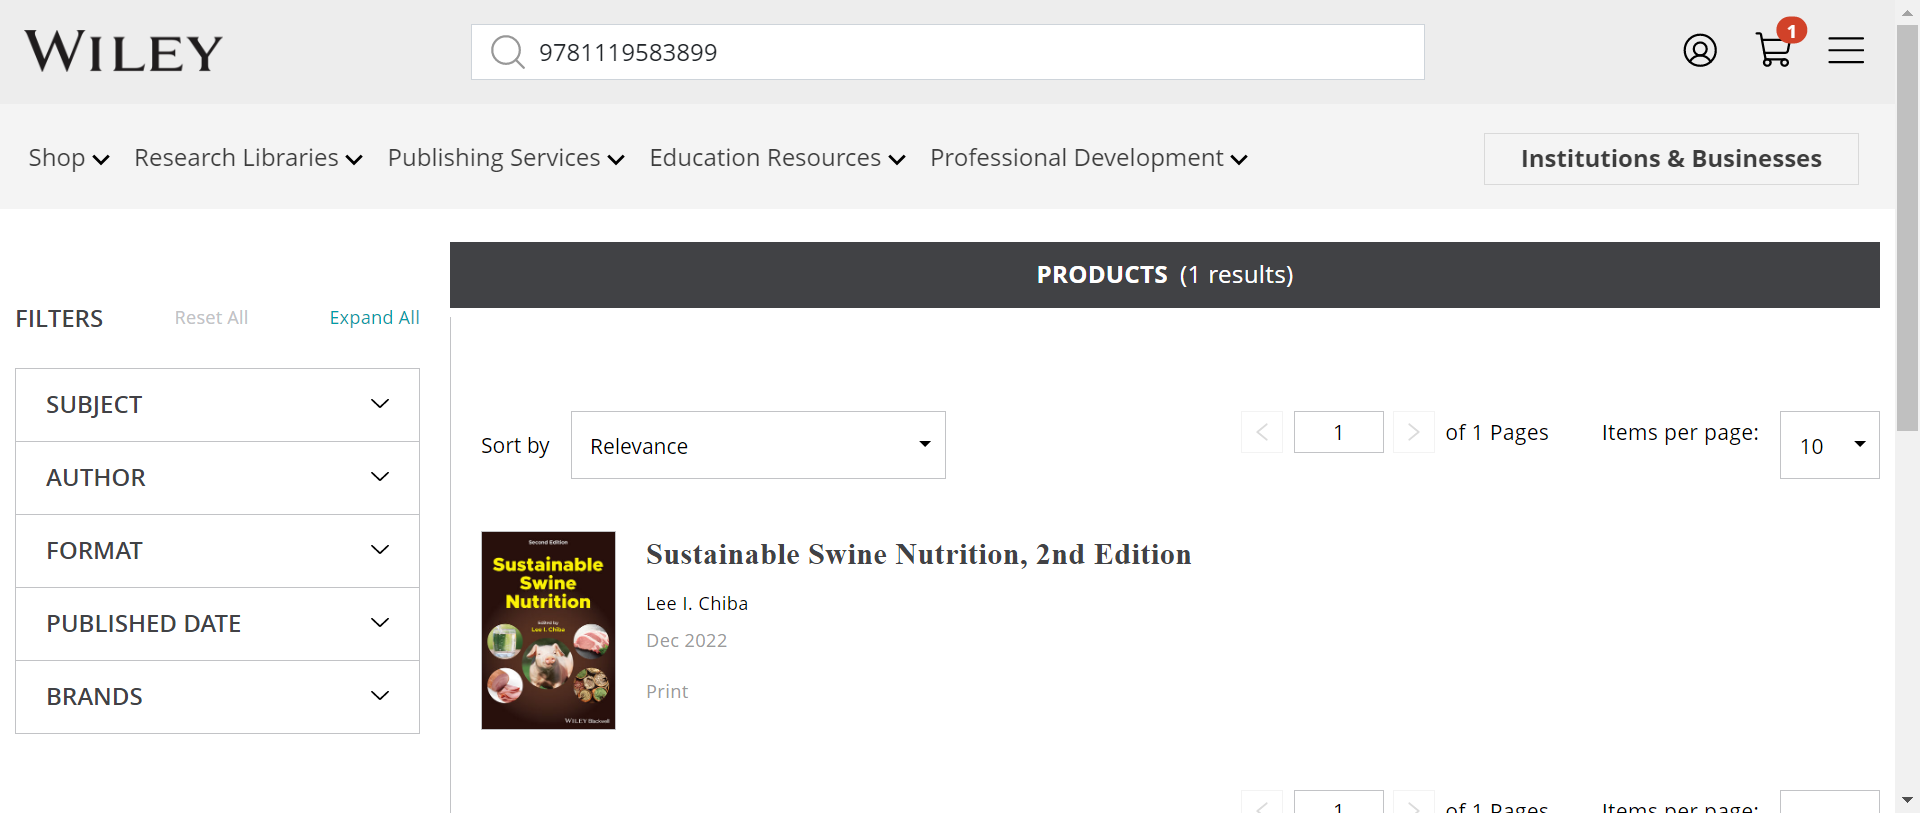 WILEY
9781119583899
1
Shop
Research Libraries
Publishing Services
Education Resources
Professional Development
Institutions & Businesses
PRODUCTS (1 results)
FILTERS
Reset All
Expand All
SUBJECT
AUTHOR
FORMAT
PUBLISHED DATE
BRANDS
Sort by
Relevance
1
of 1 Pages
Items per page:
10
Second Edition
Sustainable
Swine
Nutrition
Edited by
Lee I. Chiba
WILEY Blackwell
Sustainable Swine Nutrition, 2nd Edition
Lee I. Chiba
Dec 2022
Print
1
of 1 Pages
Items per page: